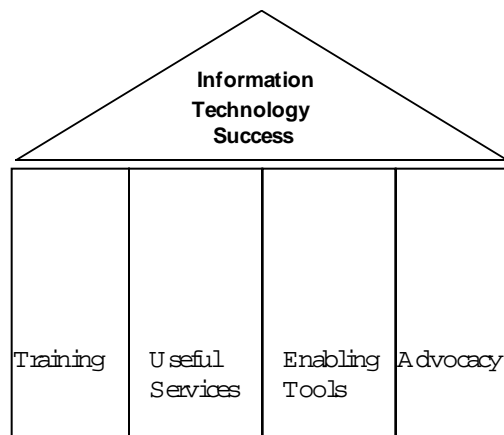 Information
Technology
Success
Training
Useful
Services
Enabling
Tools
Advocacy